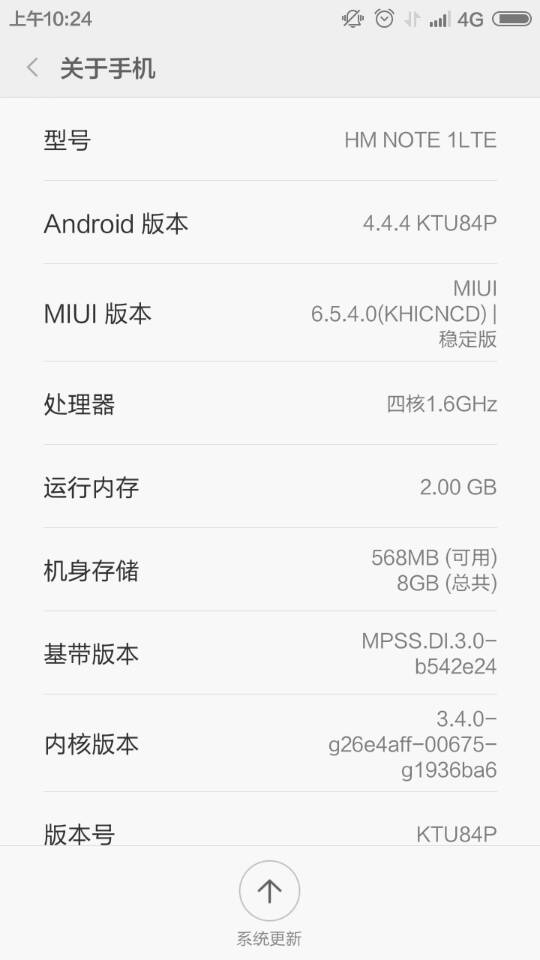 上午10:24
4G
关于手机
型号
HM NOTE 1LTE
Android 版本
4.4.4 KTU84P
MIUI 版本
MIUI
6.5.4.0(KHICNCD) |
稳定版
处理器
四核1.6GHz
运行内存
2.00 GB
机身存储
568MB (可用)
8GB (总共)
基带版本
MPSS.DI.3.0-
b542e24
内核版本
3.4.0-
g26e4aff-00675-
g1936ba6
版本号
KTU84P
系统更新